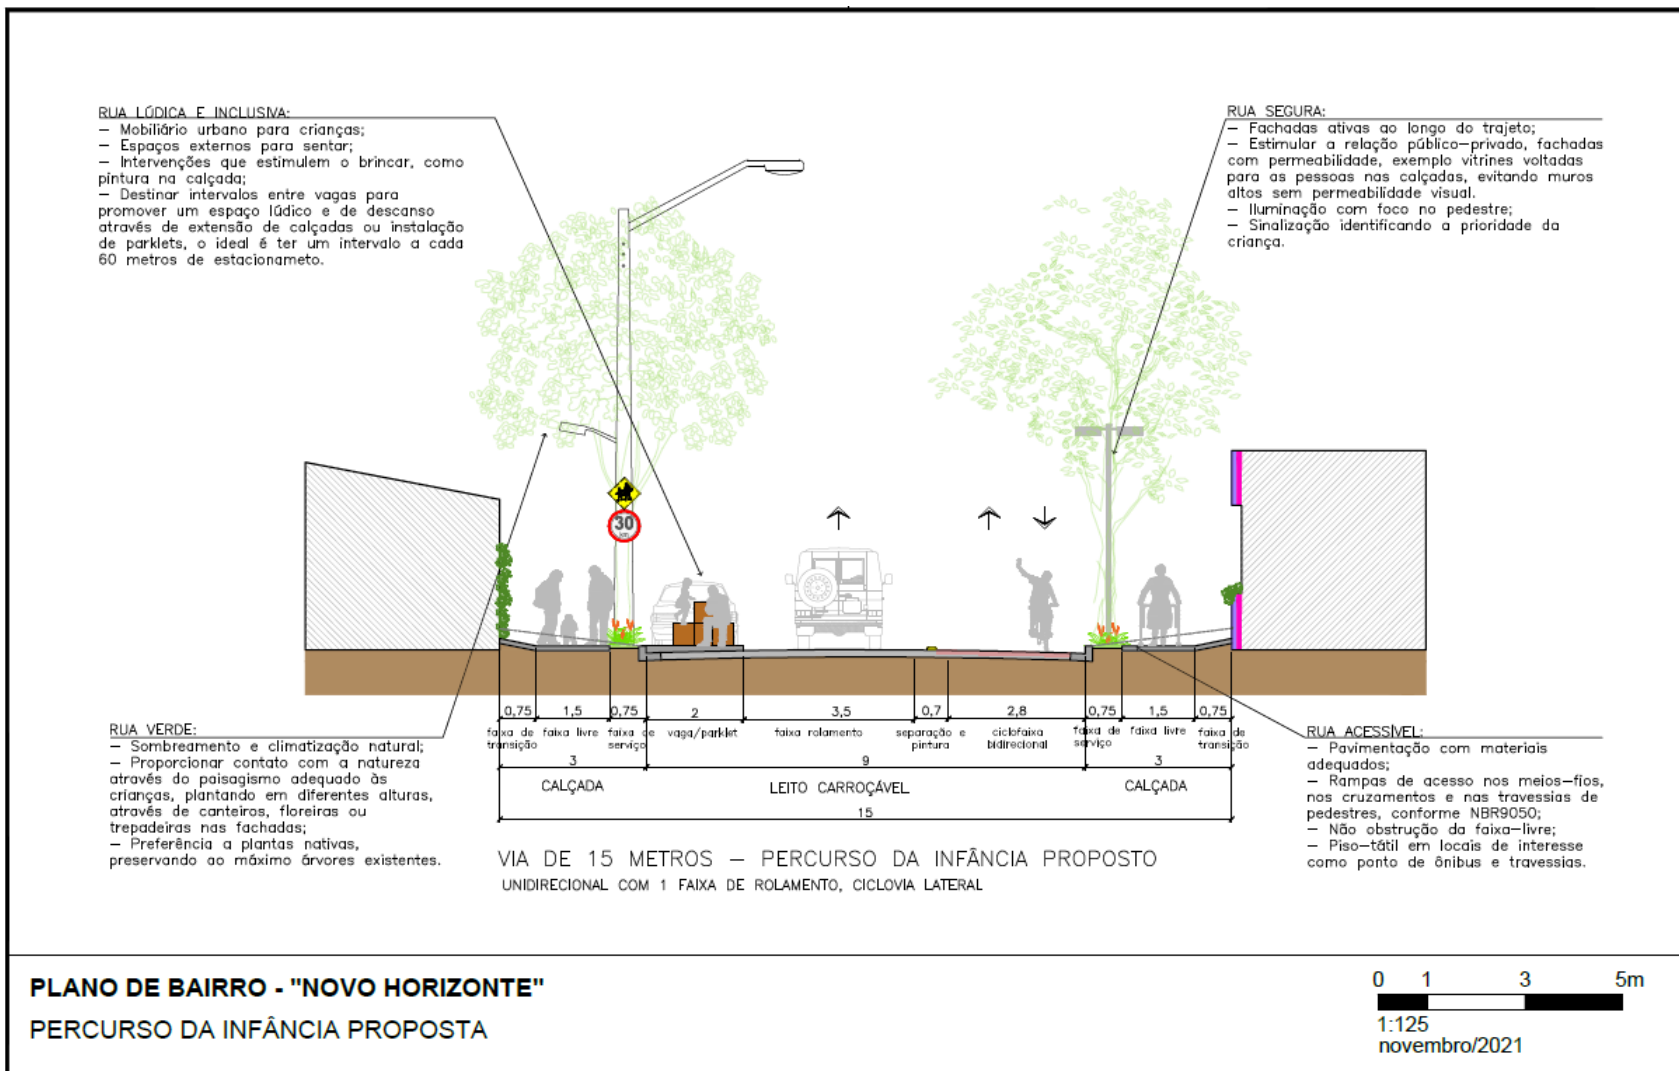 RUA LÚDICA E INCLUSIVA:
— Mobiliário urbano para crianças;
— Espaços externos para sentar;
— Intervenções que estimulem o brincar, como
pintura na calçada;
— Destinar intervalos entre vagas para
promover um espaço lúdico e de descanso
através de extensão de calçadas ou instalação
de parklets, o ideal é ter um intervalo a cada
60 metros de estacionameto.
RUA SEGURA:
— Fachadas ativas ao longo do trajeto;
— Estimular a relação público—privado, fachadas
com permeabilidade, exemplo vitrines voltadas
para as pessoas nas calçadas, evitando muros
altos sem permeabilidade visual.
— Iluminação com foco no pedestre;
— Sinalização identificando a prioridade da
criança.
30
km
RUA VERDE:
— Sombreamento e climatização natural;
— Proporcionar contato com a natureza
através do paisagismo adequado às
crianças, plantando em diferentes alturas,
através de canteiros, floreiras ou
trepadeiras nas fachadas;
— Preferência a plantas nativas,
preservando ao máximo árvores existentes.
0,75 1,5 0,75 2 3,5 0,7 2,8 0,75 1,5 0,75
faixa de transição faixa livre faixa de serviço vaga/parklet faixa rolamento separação e pintura ciclofaixa bidirecional faixa de serviço faixa livre faixa de transição
3 9 3
CALÇADA LEITO CARROÇÁVEL CALÇADA
15
RUA ACESSÍVEL:
— Pavimentação com materiais
adequados;
— Rampas de acesso nos meios—fios,
nos cruzamentos e nas travessias de
pedestres, conforme NBR9050;
— Não obstrução da faixa—livre;
— Piso—tátil em locais de interesse
como ponto de ônibus e travessias.
VIA DE 15 METROS — PERCURSO DA INFÂNCIA PROPOSTO
UNIDIRECIONAL COM 1 FAIXA DE ROLAMENTO, CICLOVIA LATERAL
PLANO DE BAIRRO - "NOVO HORIZONTE"
PERCURSO DA INFÂNCIA PROPOSTA
0 1 3 5m
1:125
novembro/2021